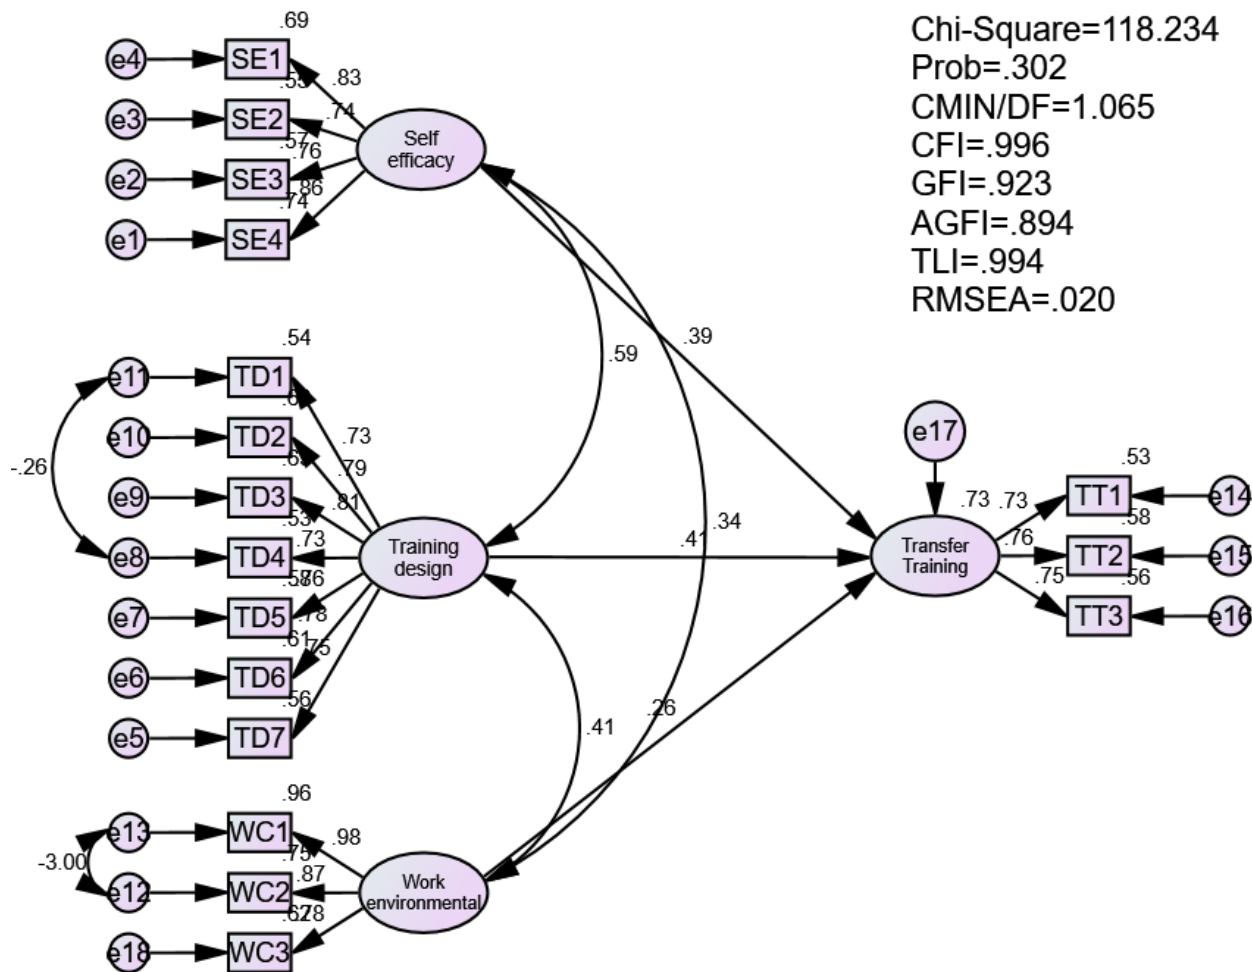 Chi-Square=118.234
Prob=.302
CMIN/DF=1.065
CFI=.996
GFI=.923
AGFI=.894
TLI=.994
RMSEA=.020
.69
e4
SE1
.83
.55
e3
SE2
.74
.57
e2
SE3
.76
.74
e1
SE4
.86
Self
efficacy
.59
.39
.54
e11
TD1
.73
e10
TD2
.79
e9
TD3
.81
.53
e8
TD4
.73
-.26
.58
e7
TD5
.76
e6
TD6
.78
.61
e5
TD7
.75
.56
Training
design
.41
.34
.41
.26
e17
.73
Transfer
Training
.73
.53
TT1
e14
.76
.58
TT2
e15
.75
.56
TT3
e16
.96
e13
WC1
.98
-3.00
.75
e12
WC2
.87
.62
e18
WC3
Work
environmental